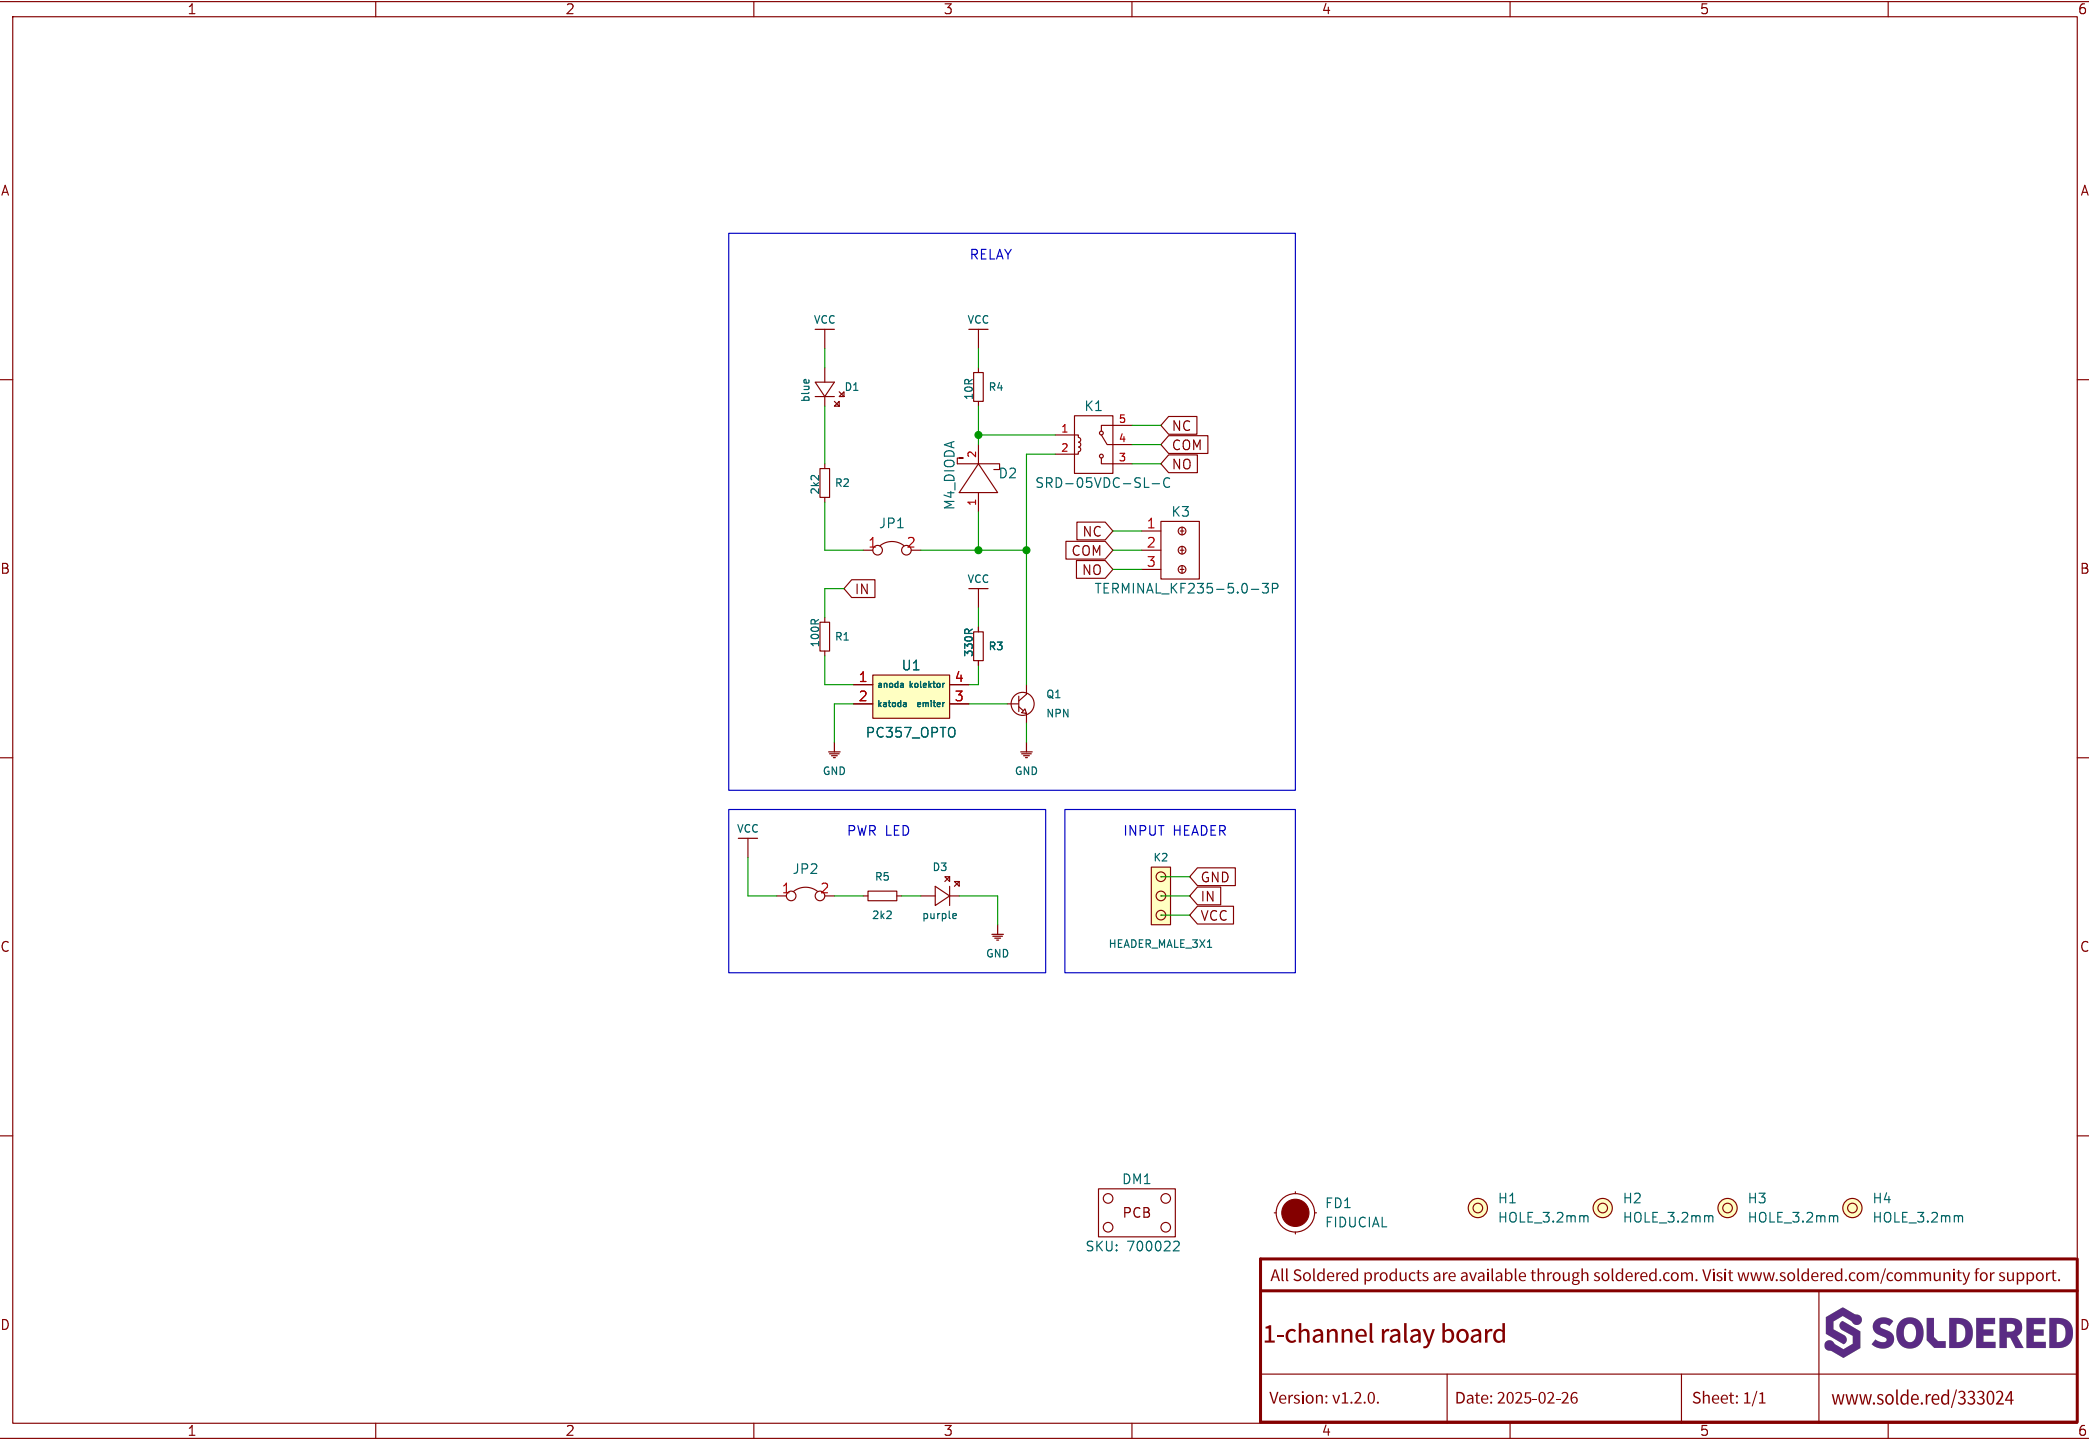 1 2 3 4 5 6
A A
RELAY
VCC VCC
blue D1
10R R4
K1
1 5 NC
2 4 COM
3 NO
M4_DIODA 2 1 D2
SRD-05VDC-SL-C
2k2 R2
K3
JP1
1 2
NC 1
COM 2
NO 3
TERMINAL_KF235-5.0-3P
B B
IN
VCC
100R R1
330R R3
U1
1 anoda kolektor 4
2 katoda emiter 3
PC357_OPTO
Q1
NPN
GND GND
PWR LED
VCC
JP2
1 2
R5
2k2
D3
purple
GND
INPUT HEADER
K2
GND
IN
VCC
HEADER_MALE_3X1
C C
DM1
PCB
SKU: 700022
FD1
FIDUCIAL
H1
HOLE_3.2mm
H2
HOLE_3.2mm
H3
HOLE_3.2mm
H4
HOLE_3.2mm
All Soldered products are available through soldered.com. Visit www.soldered.com/community for support.
D D
1-channel ralay board
SOLDERED
Version: v1.2.0. Date: 2025-02-26 Sheet: 1/1 www.solde.red/333024
1 2 3 4 5 6